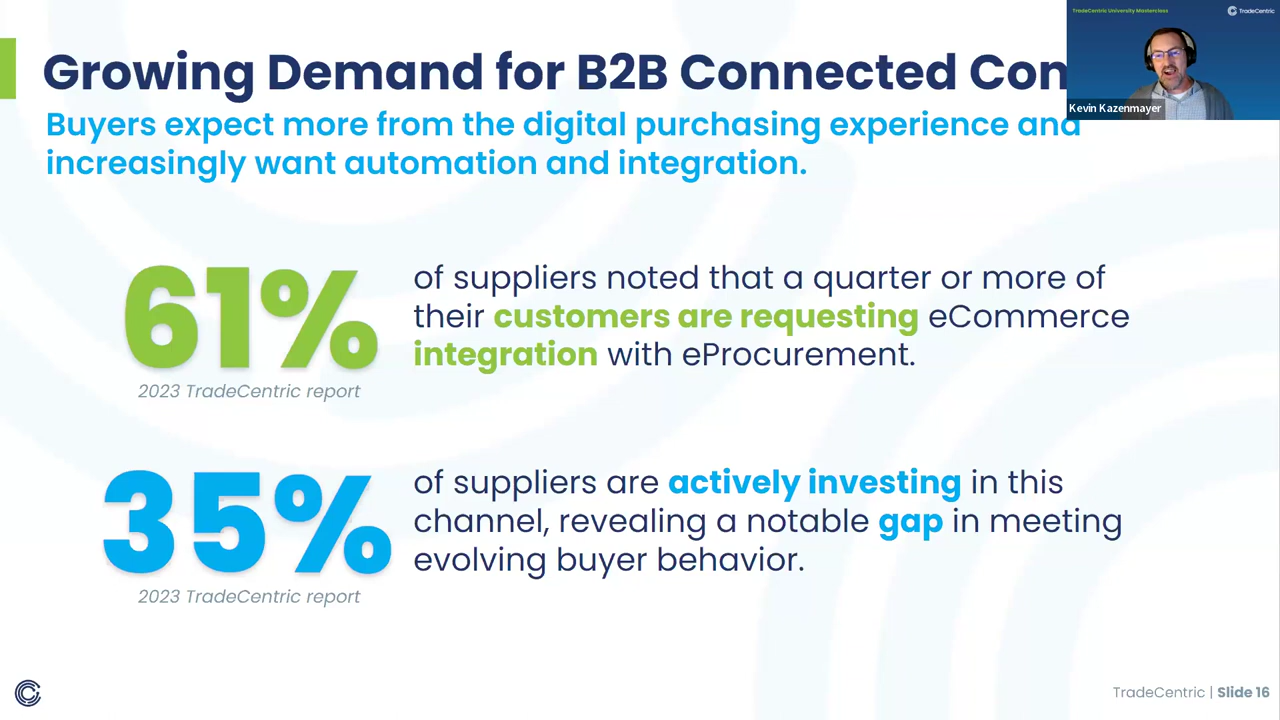 TradeCentric University Masterclass
TradeCentric
Kevin Kazenmayer
Growing Demand for B2B Connected
Buyers expect more from the digital purchasing experience and
increasingly want automation and integration.
61%
2023 TradeCentric report
of suppliers noted that a quarter or more of
their customers are requesting eCommerce
integration with eProcurement.
35%
2023 TradeCentric report
of suppliers are actively investing in this
channel, revealing a notable gap in meeting
evolving buyer behavior.
TradeCentric | Slide 16